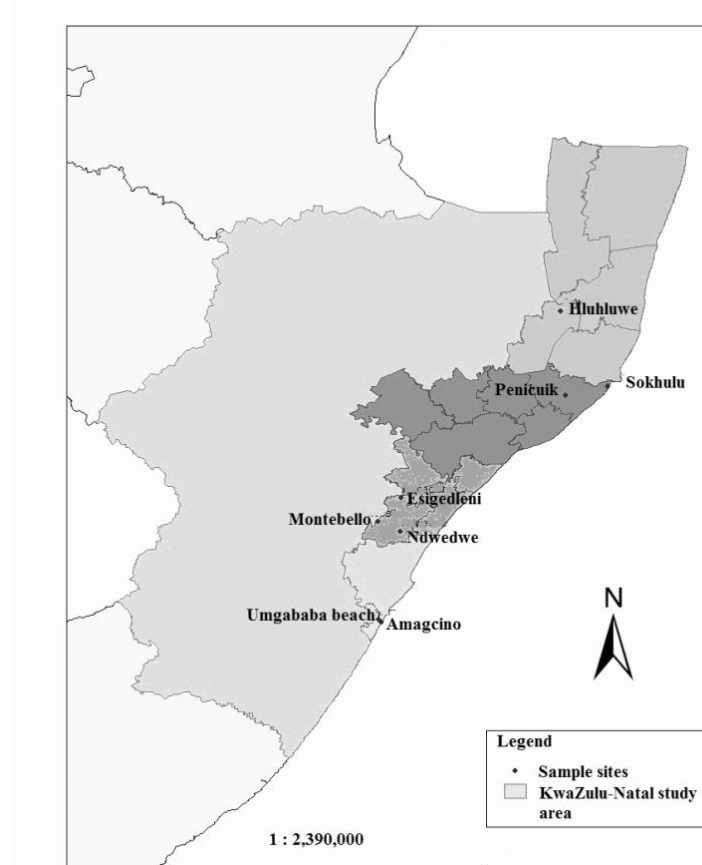 Hluhluwe
Sokhulu
Penicuik
Esigedleni
Montebello
Ndwedwe
Umgababa beach
Amagcino
N
Legend
Sample sites
KwaZulu-Natal study
area
1 : 2,390,000